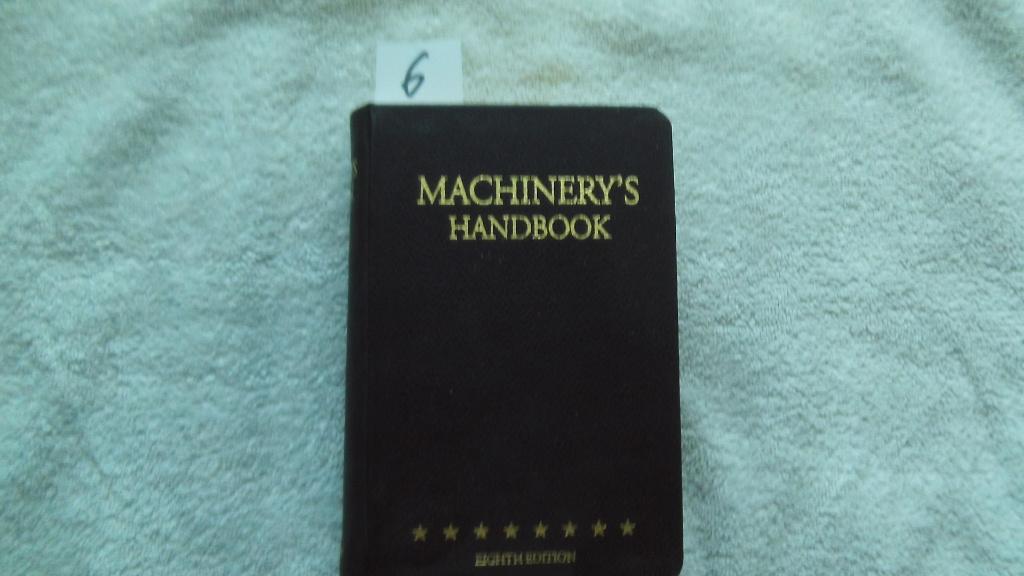 6
MACHINERY'S
HANDBOOK
EIGHTH EDITION